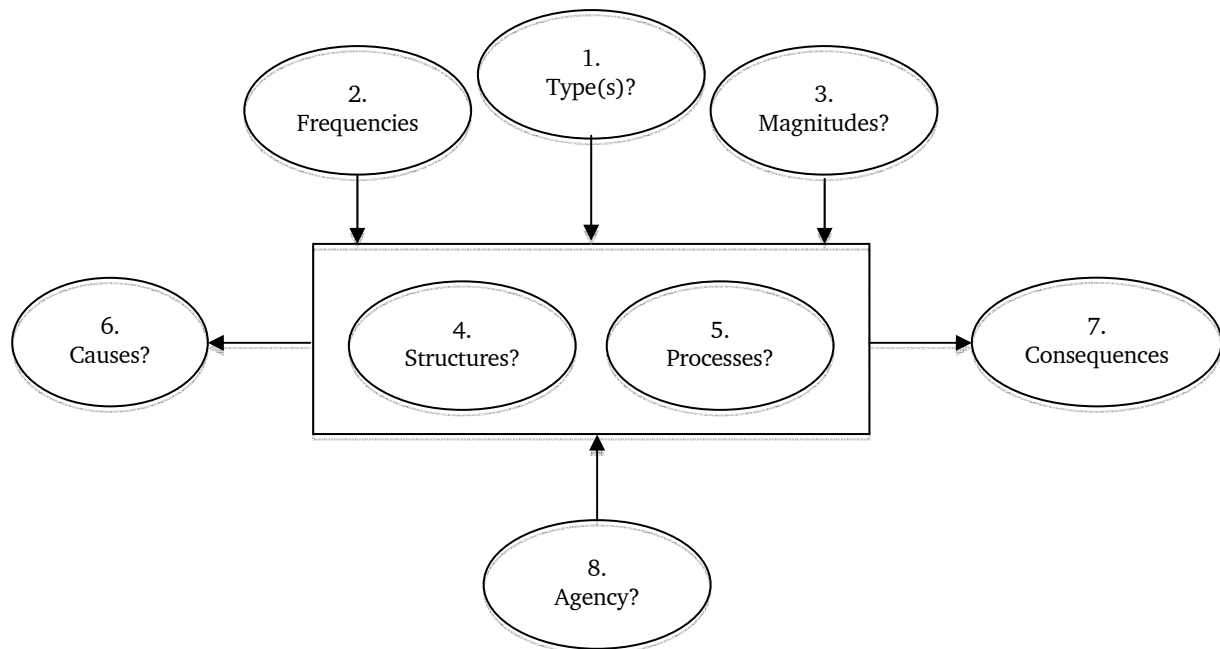 1.
Type(s)?
2.
Frequencies
3.
Magnitudes?
4.
Structures?
5.
Processes?
6.
Causes?
7.
Consequences
8.
Agency?